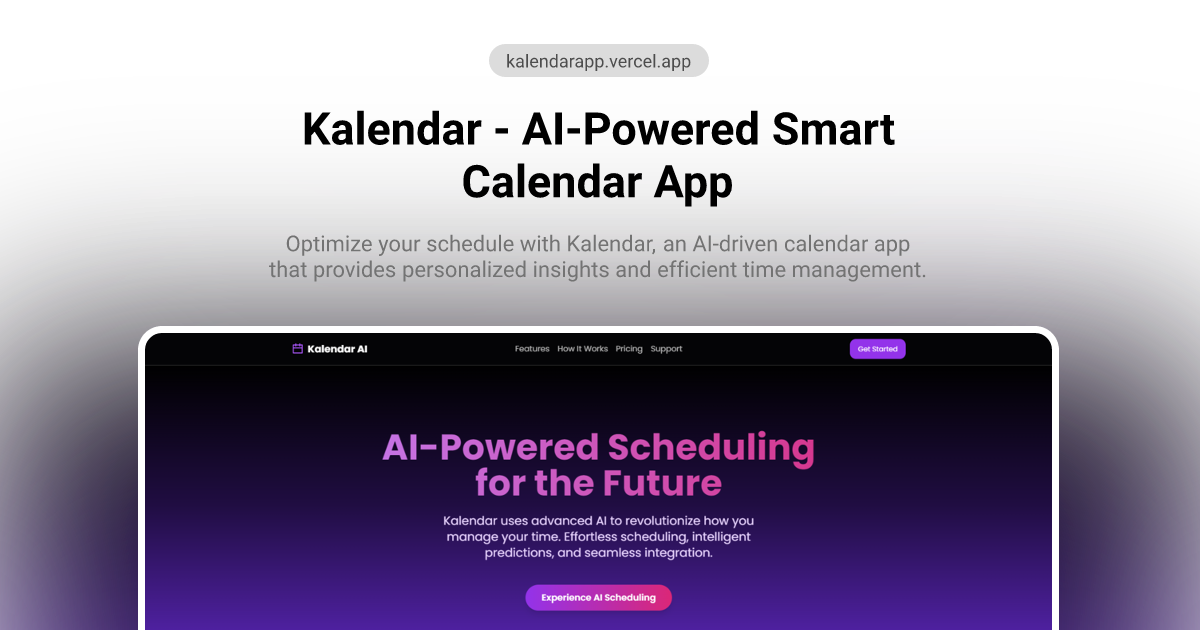 kalendarapp.vercel.app
Kalendar - AI-Powered Smart
Calendar App
Optimize your schedule with Kalendar, an AI-driven calendar app
that provides personalized insights and efficient time management.
Kalendar AI Features How It Works Pricing Support Get Started
AI-Powered Scheduling
for the Future
Kalendar uses advanced AI to revolutionize how you
manage your time. Effortless scheduling, intelligent
predictions, and seamless integration.
Experience AI Scheduling